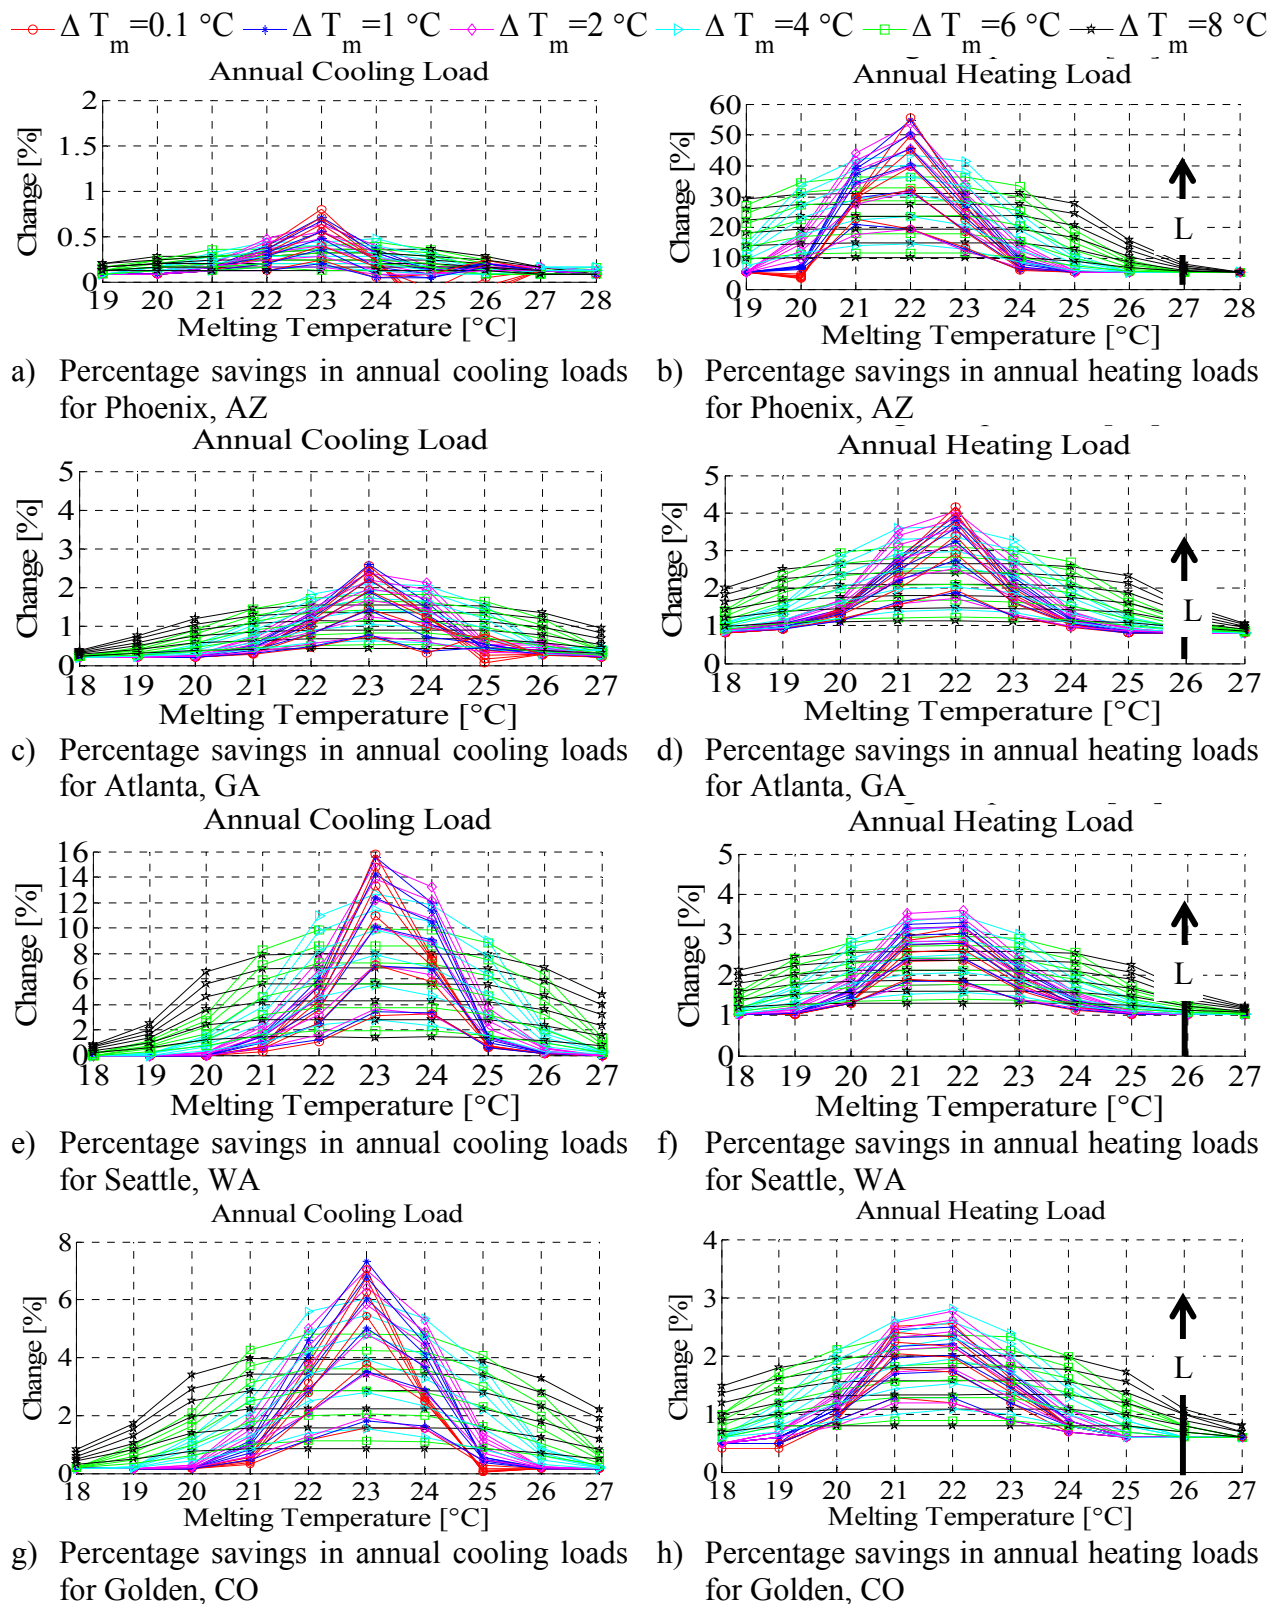 Δ T_m=0.1 °C Δ T_m=1 °C Δ T_m=2 °C Δ T_m=4 °C Δ T_m=6 °C Δ T_m=8 °C
Annual Cooling Load
Change [%]
2
1.5
1
0.5
0
19 20 21 22 23 24 25 26 27 28
Melting Temperature [°C]
Annual Heating Load
Change [%]
60
50
40
30
20
10
0
L
19 20 21 22 23 24 25 26 27 28
Melting Temperature [°C]
a) Percentage savings in annual cooling loads
for Phoenix, AZ
b) Percentage savings in annual heating loads
for Phoenix, AZ
Annual Cooling Load
Change [%]
5
4
3
2
1
0
18 19 20 21 22 23 24 25 26 27
Melting Temperature [°C]
Annual Heating Load
Change [%]
5
4
3
2
1
0
L
18 19 20 21 22 23 24 25 26 27
Melting Temperature [°C]
c) Percentage savings in annual cooling loads
for Atlanta, GA
d) Percentage savings in annual heating loads
for Atlanta, GA
Annual Cooling Load
Change [%]
16
14
12
10
8
6
4
2
0
18 19 20 21 22 23 24 25 26 27
Melting Temperature [°C]
Annual Heating Load
Change [%]
5
4
3
2
1
0
L
18 19 20 21 22 23 24 25 26 27
Melting Temperature [°C]
e) Percentage savings in annual cooling loads
for Seattle, WA
f) Percentage savings in annual heating loads
for Seattle, WA
Annual Cooling Load
Change [%]
8
6
4
2
0
18 19 20 21 22 23 24 25 26 27
Melting Temperature [°C]
Annual Heating Load
Change [%]
4
3
2
1
0
L
18 19 20 21 22 23 24 25 26 27
Melting Temperature [°C]
g) Percentage savings in annual cooling loads
for Golden, CO
h) Percentage savings in annual heating loads
for Golden, CO